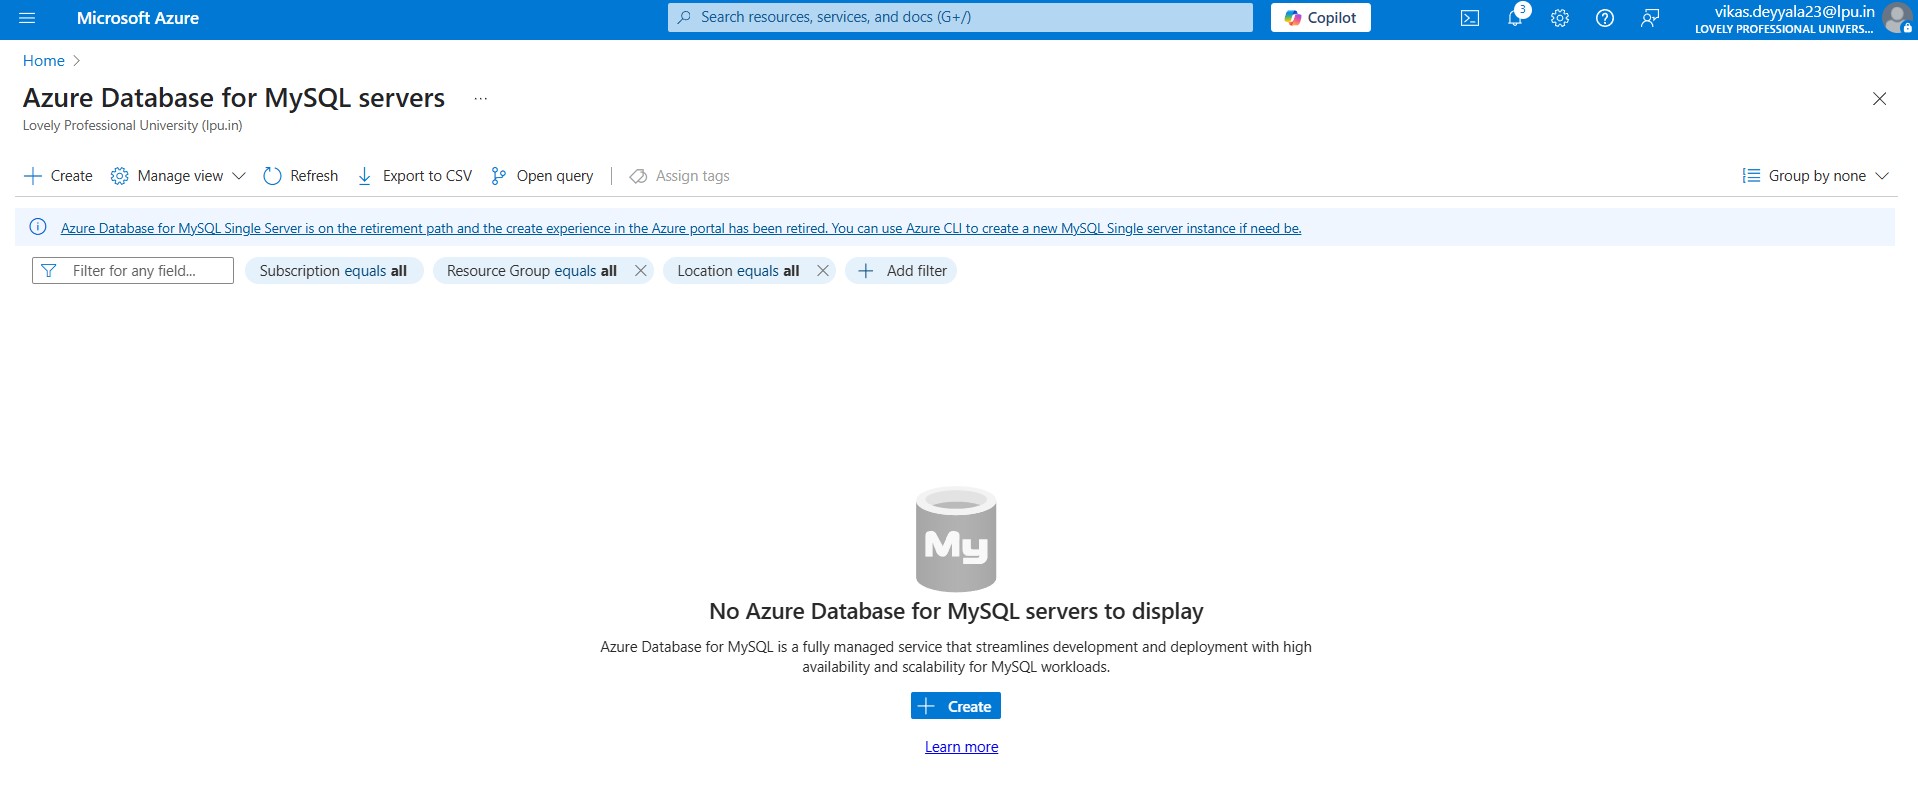 Microsoft Azure
Search resources, services, and docs (G+/)
Copilot
3
vikas.deyyala23@lpu.in
LOVELY PROFESSIONAL UNIVERS...
Home
Azure Database for MySQL servers ...
Lovely Professional University (lpu.in)
Create Manage view Refresh Export to CSV Open query Assign tags Group by none
Azure Database for MySQL Single Server is on the retirement path and the create experience in the Azure portal has been retired. You can use Azure CLI to create a new MySQL Single server instance if need be.
Filter for any field... Subscription equals all Resource Group equals all Location equals all Add filter
My
No Azure Database for MySQL servers to display
Azure Database for MySQL is a fully managed service that streamlines development and deployment with high
availability and scalability for MySQL workloads.
Create
Learn more